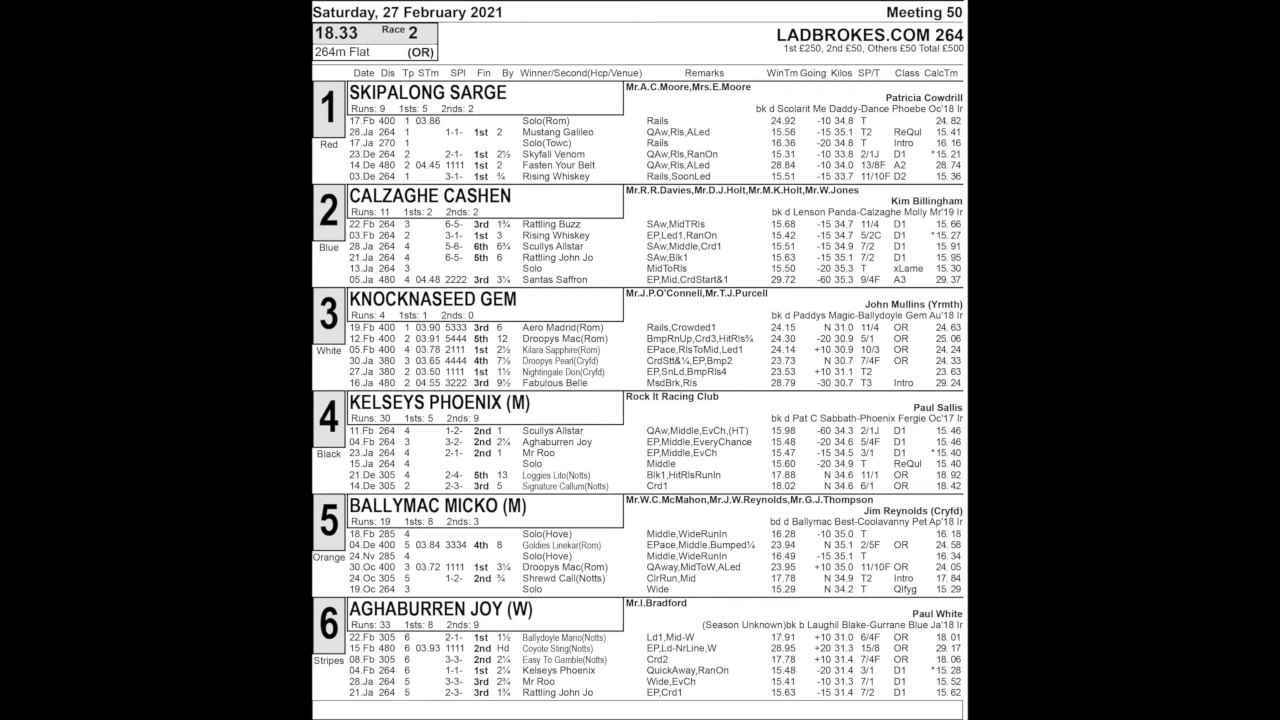 Saturday, 27 February 2021 Meeting 50
18.33 Race 2 LADBROKES.COM 264
264m Flat (OR) 1st £250, 2nd £50, Others £50 Total £500
Date Dis Tp STm SPl Fin By Winner/Second(Hcp/Venue) Remarks WinTm Going Kilos SP/T Class CalcTm
1 SKIPALONG SARGE Mr.A.C.Moore,Mrs.E.Moore
Patricia Cowdrill
Runs: 9 1sts: 5 2nds: 2 bk d Scolarit Me Daddy-Dance Phoebe Oc'18 Ir
17.Fb 400 1 03.86 Solo(Rom) Rails 24.92 -10 34.8 T 24.82
Red 28.Ja 264 1 1-1- 1st 2 Mustang Galileo QAw,Rls,ALed 15.56 -15 35.1 T2 ReQul 15.41
17.Ja 270 1 Solo(Towc) Rails 16.36 -20 34.8 T Intro 16.16
23.De 264 2 2-1- 1st 2½ Skyfall Venom QAw,Rls,RanOn 15.31 -10 33.8 2/1J D1 *15.21
14.De 480 2 04.45 1111 1st 2 Fasten Your Belt QAw,Rls,ALed 28.84 -10 34.0 13/8F A2 28.74
03.De 264 1 3-1- 1st ¾ Rising Whiskey Rails,SoonLed 15.51 -15 33.7 11/10F D2 15.36
2 CALZAGHE CASHEN Mr.R.R.Davies,Mr.D.J.Holt,Mr.M.K.Holt,Mr.W.Jones
Kim Billingham
Runs: 11 1sts: 2 2nds: 2 bk d Lenson Panda-Calzaghe Molly Mr'19 Ir
22.Fb 264 3 6-5- 3rd 1¾ Rattling Buzz SAw,MidTRls 15.68 -15 34.7 11/4 D1 15.66
03.Fb 264 2 3-1- 1st 3 Rising Whiskey EP,Led1,RanOn 15.42 -15 34.7 5/2C D1 *15.27
Blue 28.Ja 264 4 5-6- 6th 6¾ Scullys Allstar SAw,Middle,Crd1 15.51 -15 34.9 7/2 D1 15.91
21.Ja 264 4 6-5- 5th 6 Rattling John Jo SAw,Blk1 15.63 -15 35.1 7/2 D1 15.95
13.Ja 264 3 Solo MidToRls 15.50 -20 35.3 T xLame 15.30
05.Ja 480 4 04.48 2222 3rd 3¼ Santas Saffron EP,Mid,CrdStart&1 29.72 -60 35.3 9/4F A3 29.37
3 KNOCKNASEED GEM Mr.J.P.O'Connell,Mr.T.J.Purcell
John Mullins (Yrmth)
Runs: 4 1sts: 1 2nds: 0 bk d Paddys Magic-Ballydoyle Gem Au'18 Ir
19.Fb 400 1 03.90 5333 3rd 6 Aero Madrid(Rom) Rails,Crowded1 24.15 N 31.0 11/4 OR 24.63
12.Fb 400 2 03.91 5444 5th 12 Droopys Mac(Rom) BmpRnUp,Crd3,HitRls¾ 24.30 -20 30.9 5/1 OR 25.06
White 05.Fb 400 4 03.78 2111 1st 2½ Kilara Sapphire(Rom) EPace,RlsToMid,Led1 24.14 +10 30.9 10/3 OR 24.24
30.Ja 380 3 03.65 4444 4th 7½ Droopys Pearl(Cryfd) CrdStt&¼,EP,Bmp2 23.73 N 30.7 7/4F OR 24.33
27.Ja 380 2 03.50 1111 1st 1½ Nightingale Don(Cryfd) EP,SnLd,BmpRls4 23.53 +10 31.1 T2 23.63
16.Ja 480 2 04.55 3222 3rd 9½ Fabulous Belle MsdBrk,Rls 28.79 -30 30.7 T3 Intro 29.24
4 KELSEYS PHOENIX (M) Rock It Racing Club
Paul Sallis
Runs: 30 1sts: 5 2nds: 9 bk d Pat C Sabbath-Phoenix Fergie Oc'17 Ir
11.Fb 264 4 1-2- 2nd 1 Scullys Allstar QAw,Middle,EvCh,(HT) 15.98 -60 34.3 2/1J D1 15.46
04.Fb 264 3 3-2- 2nd 2¼ Aghaburren Joy EP,Middle,EveryChance 15.48 -20 34.6 5/4F D1 15.46
Black 23.Ja 264 4 2-1- 2nd 1 Mr Roo EP,Middle,EvCh 15.47 -15 34.5 3/1 D1 *15.40
15.Ja 264 4 Solo Middle 15.60 -20 34.9 T ReQul 15.40
21.De 305 4 2-4- 5th 13 Loggies Lilo(Notts) Blk1,HitRlsRunIn 17.88 N 34.6 11/1 OR 18.92
14.De 305 2 2-3- 3rd 5 Signature Callum(Notts) Crd1 18.02 N 34.6 6/1 OR 18.42
5 BALLYMAC MICKO (M) Mr.W.C.McMahon,Mr.J.W.Reynolds,Mr.G.J.Thompson
Jim Reynolds (Cryfd)
Runs: 19 1sts: 8 2nds: 3 bd d Ballymac Best-Coolavanny Pet Ap'18 Ir
18.Fb 285 4 Solo(Hove) Middle,WideRunIn 16.28 -10 35.0 T 16.18
04.De 400 5 03.84 3334 4th 8 Goldies Linekar(Rom) EPace,Middle,Bumped¼ 23.94 N 35.1 2/5F OR 24.58
Orange 24.Nv 285 4 Solo(Hove) Middle,WideRunIn 16.49 -15 35.1 T 16.34
30.Oc 400 3 03.72 1111 1st 3¼ Droopys Mac(Rom) QAway,MidToW,ALed 23.95 +10 35.0 11/10F OR 24.05
24.Oc 305 5 1-2- 2nd ¾ Shrewd Call(Notts) ClrRun,Mid 17.78 N 34.9 T2 Intro 17.84
19.Oc 264 3 Solo Wide 15.29 N 34.2 T Qlfyg 15.29
6 AGHABURREN JOY (W) Mr.I.Bradford
Paul White
Runs: 33 1sts: 8 2nds: 9 (Season Unknown)bk b Laughil Blake-Gurrane Blue Ja'18 Ir
22.Fb 305 6 2-1- 1st 1½ Ballydoyle Mario(Notts) Ld1,Mid-W 17.91 +10 31.0 6/4F OR 18.01
15.Fb 480 6 03.93 1111 2nd Hd Coyote Sting(Notts) EP,Ld-NrLine,W 28.95 +20 31.3 15/8 OR 29.17
Stripes 08.Fb 305 6 3-3- 2nd 2¼ Easy To Gamble(Notts) Crd2 17.78 +10 31.4 7/4F OR 18.06
04.Fb 264 6 1-1- 1st 2¼ Kelseys Phoenix QuickAway,RanOn 15.48 -20 31.4 3/1 D1 *15.28
28.Ja 264 5 3-3- 3rd 2¾ Mr Roo Wide,EvCh 15.41 -10 31.3 7/1 D1 15.52
21.Ja 264 5 2-3- 3rd 1¾ Rattling John Jo EP,Crd1 15.63 -15 31.4 7/2 D1 15.62